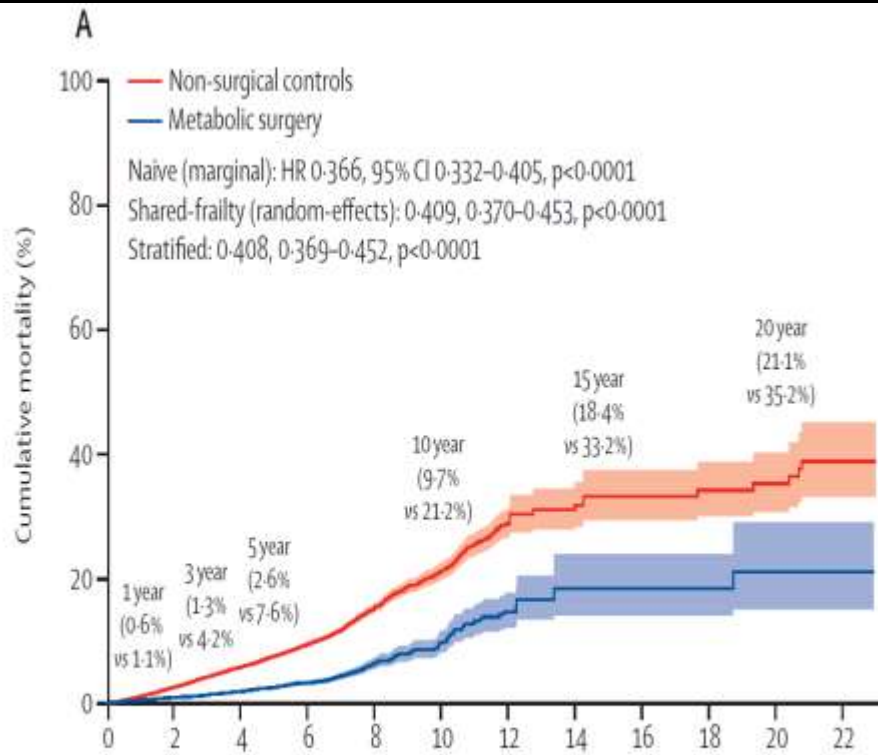 A
Non-surgical controls
Metabolic surgery
Naive (marginal): HR 0·366, 95% CI 0·332–0·405, p<0·0001
Shared-frailty (random-effects): 0·409, 0·370–0·453, p<0·0001
Stratified: 0·408, 0·369–0·452, p<0·0001
Cumulative mortality (%)
100
80
60
40
20
0
1 year
(0·6%
vs 1·1%)
3 year
(1·3%
vs 4·2%
5 year
(2·6%
vs 7·6%)
10 year
(9·7%
vs 21·2%)
15 year
(18·4%
vs 33·2%)
20 year
(21·1%
vs 35·2%)
0 2 4 6 8 10 12 14 16 18 20 22